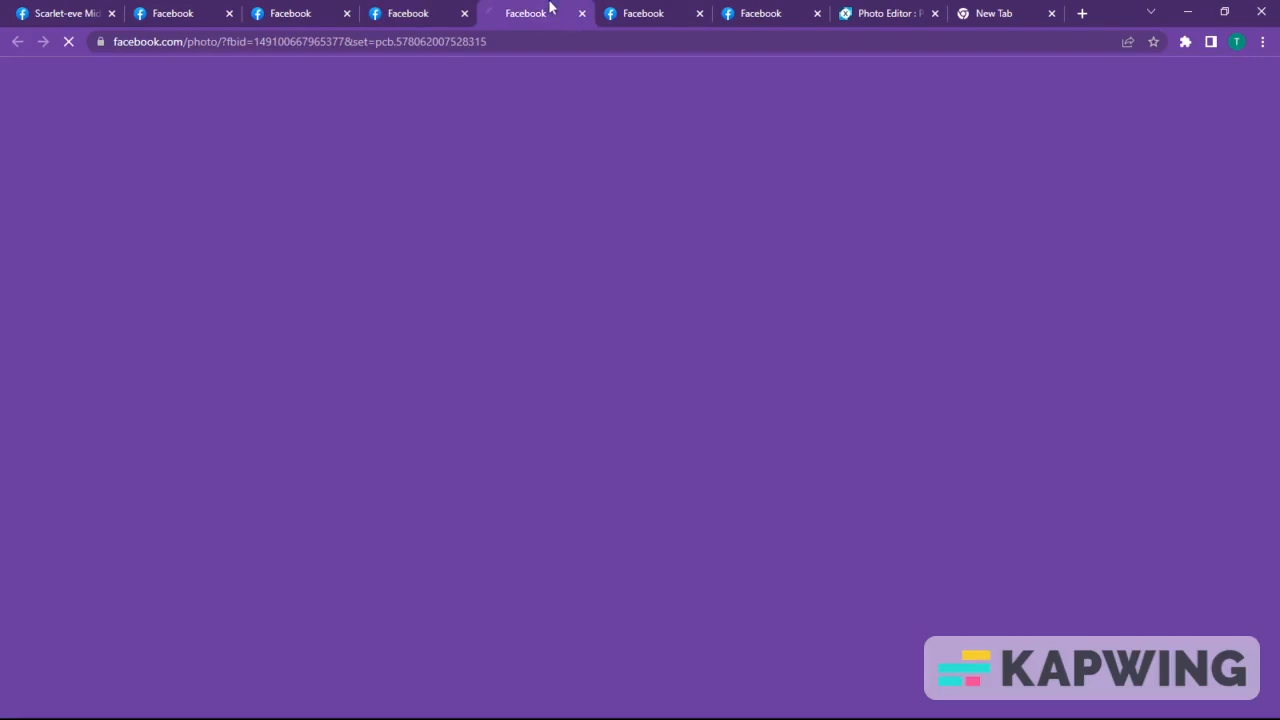 Scarlet-eve Mid
Facebook
Facebook
Facebook
Facebook
Facebook
Facebook
Photo Editor : P
New Tab
facebook.com/photo/?fbid=149100667965377&set=pcb.578062007528315
T
KAPWING